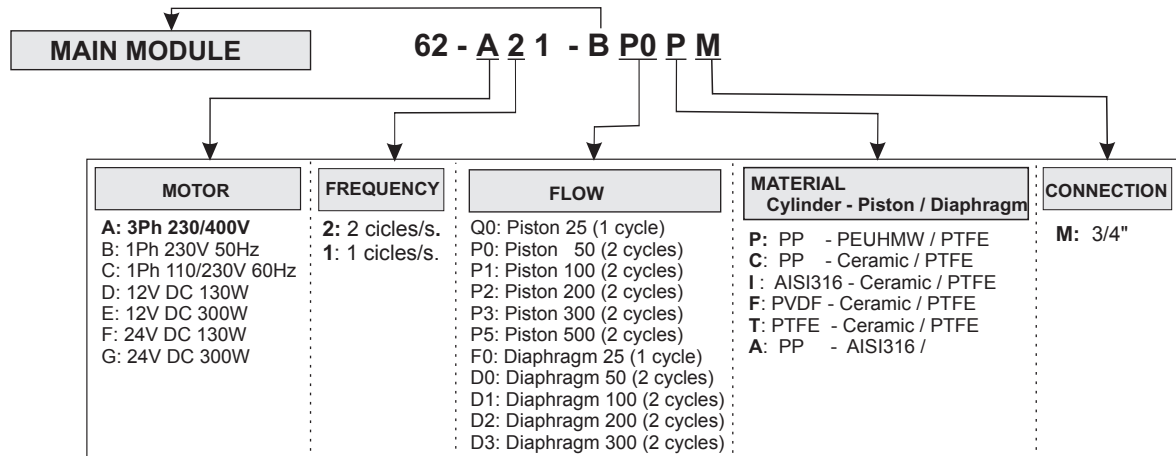 MAIN MODULE
62 - A 2 1 - B P0 P M
MOTOR
A: 3Ph 230/400V
B: 1Ph 230V 50Hz
C: 1Ph 110/230V 60Hz
D: 12V DC 130W
E: 12V DC 300W
F: 24V DC 130W
G: 24V DC 300W
FREQUENCY
2: 2 cicles/s.
1: 1 cicles/s.
FLOW
Q0: Piston 25 (1 cycle)
P0: Piston 50 (2 cycles)
P1: Piston 100 (2 cycles)
P2: Piston 200 (2 cycles)
P3: Piston 300 (2 cycles)
P5: Piston 500 (2 cycles)
F0: Diaphragm 25 (1 cycle)
D0: Diaphragm 50 (2 cycles)
D1: Diaphragm 100 (2 cycles)
D2: Diaphragm 200 (2 cycles)
D3: Diaphragm 300 (2 cycles)
MATERIAL
Cylinder - Piston / Diaphragm
P: PP - PEUHMW / PTFE
C: PP - Ceramic / PTFE
I : AISI316 - Ceramic / PTFE
F: PVDF - Ceramic / PTFE
T: PTFE - Ceramic / PTFE
A: PP - AISI316 /
CONNECTION
M: 3/4"